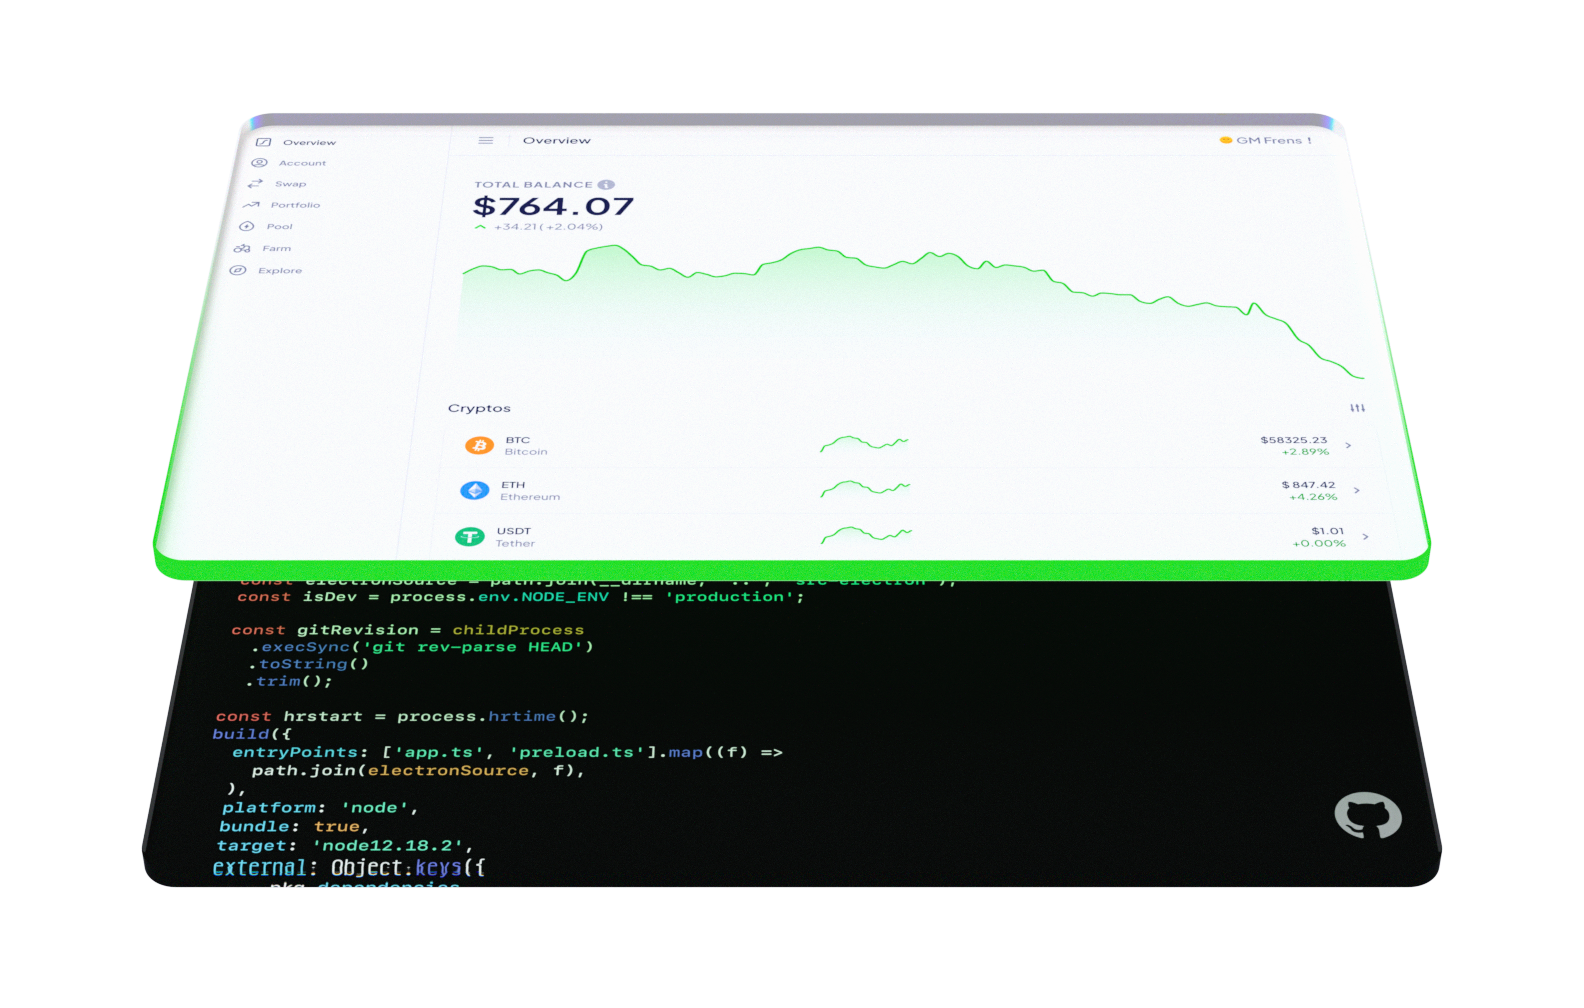 Overview
Account
Swap
Portfolio
Pool
Farm
Explore
Overview
GM Frens !
TOTAL BALANCE
$764.07
+34.21(+2.04%)
Cryptos
BTC
Bitcoin
$58325.23
+2.89%
ETH
Ethereum
$847.42
+4.26%
USDT
Tether
$1.01
+0.00%
const electronSource = path.join(__dirname, '..', 'src-electron');
const isDev = process.env.NODE_ENV !== 'production';
const gitRevision = childProcess
.execSync('git rev-parse HEAD')
.toString()
.trim();
const hrstart = process.hrtime();
build({
entryPoints: ['app.ts', 'preload.ts'].map((f) =>
path.join(electronSource, f),
),
platform: 'node',
bundle: true,
target: 'node12.18.2',
external: Object.keys({
pkg.dependencies